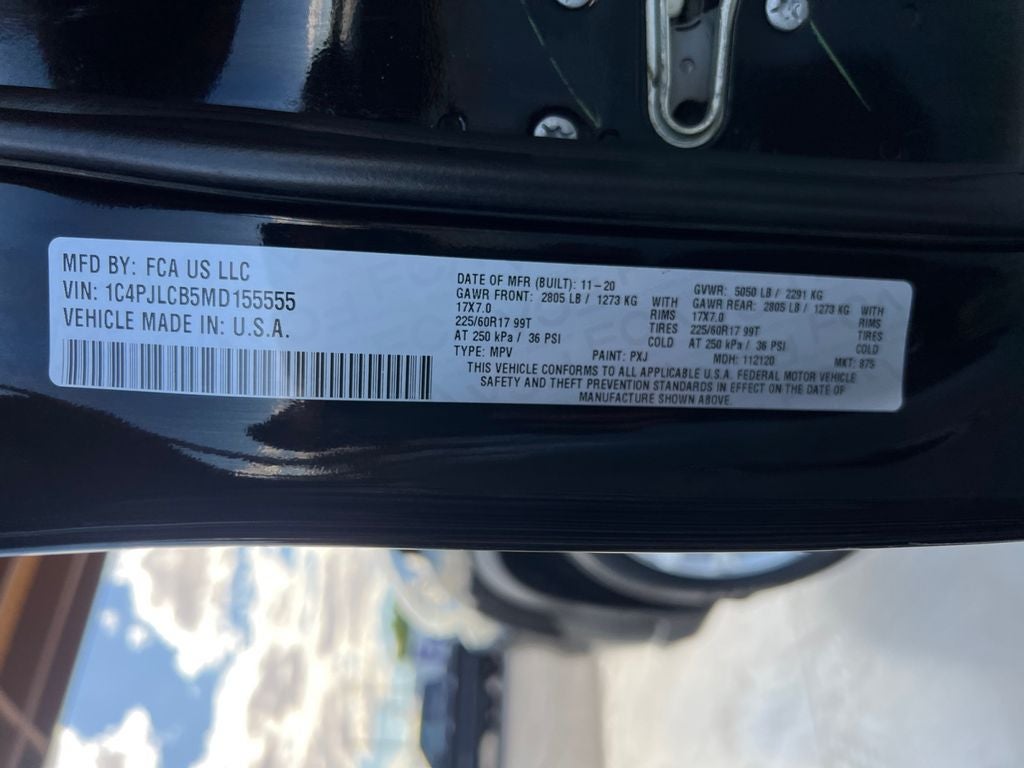 MFD BY: FCA US LLC
VIN: 1C4PJLCB5MD155555
VEHICLE MADE IN: U.S.A.
DATE OF MFR (BUILT): 11-20 GVWR: 5050 LB / 2291 KG
GAWR FRONT: 2805 LB / 1273 KG WITH GAWR REAR: 2805 LB / 1273 KG WITH
17X7.0 RIMS 17X7.0 RIMS
225/60R17 99T TIRES 225/60R17 99T TIRES
AT 250 kPa / 36 PSI COLD AT 250 kPa / 36 PSI COLD
TYPE: MPV PAINT: PXJ MDH: 112120 MKT: 875
THIS VEHICLE CONFORMS TO ALL APPLICABLE U.S.A. FEDERAL MOTOR VEHICLE
SAFETY AND THEFT PREVENTION STANDARDS IN EFFECT ON THE DATE OF
MANUFACTURE SHOWN ABOVE.